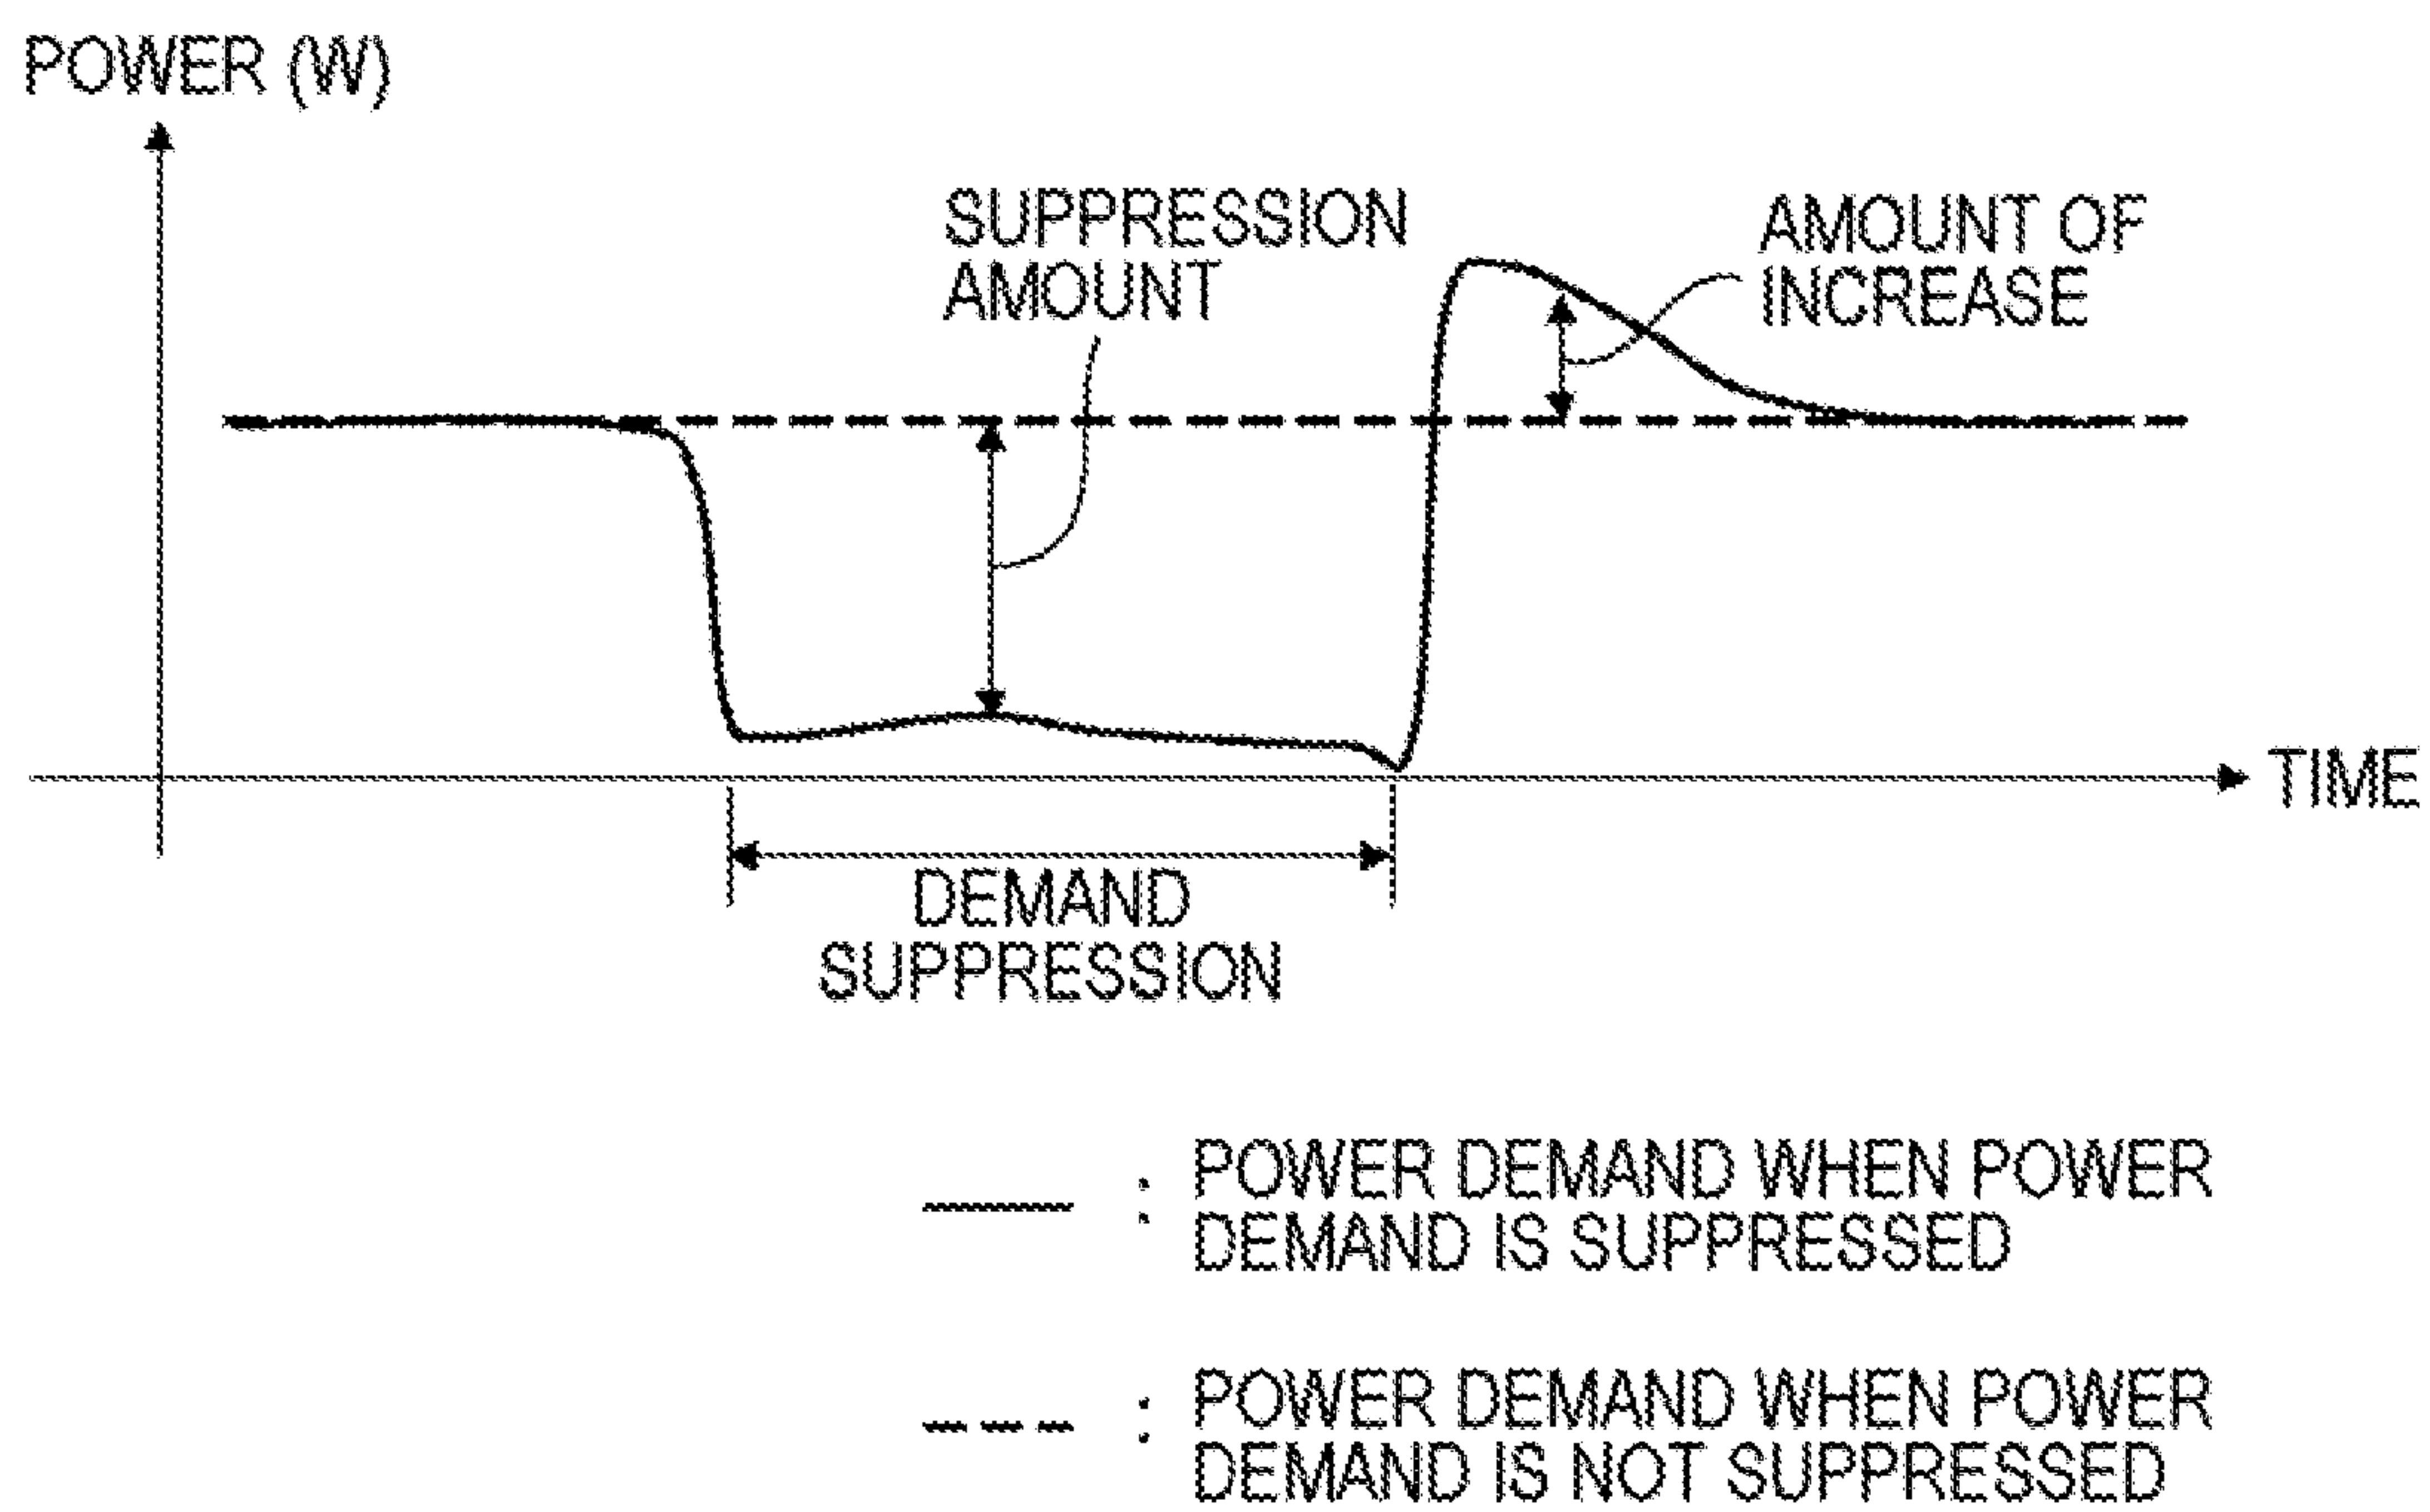 POWER (W)
SUPPRESSION
AMOUNT
AMOUNT OF
INCREASE
TIME
DEMAND
SUPPRESSION
: POWER DEMAND WHEN POWER
DEMAND IS SUPPRESSED
: POWER DEMAND WHEN POWER
DEMAND IS NOT SUPPRESSED